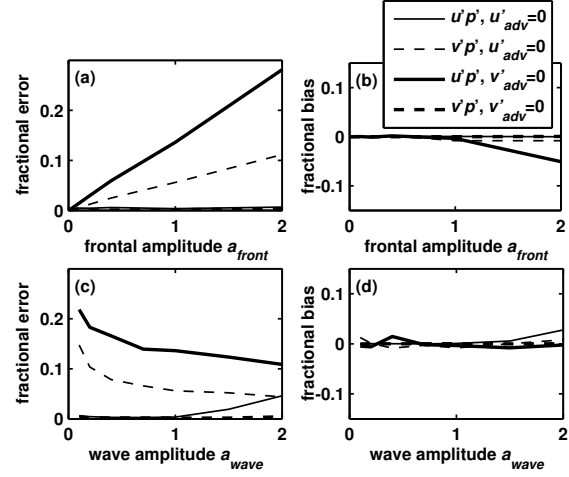 u'p', u'adv=0
v'p', u'adv=0
u'p', v'adv=0
v'p', v'adv=0
(a)
fractional error
0.2
0.1
0
0
1
2
frontal amplitude afront
(b)
fractional bias
0.1
0
-0.1
0
1
2
frontal amplitude afront
(c)
fractional error
0.2
0.1
0
0
1
2
wave amplitude awave
(d)
fractional bias
0.1
0
-0.1
0
1
2
wave amplitude awave